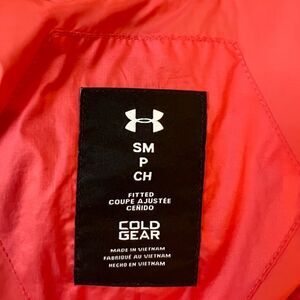 SM
P
CH
FITTED
COUPE AJUSTÉE
CEÑIDO
COLD
GEAR
MADE IN VIETNAM
FABRIQUÉ AU VIETNAM
HECHO EN VIETNAM